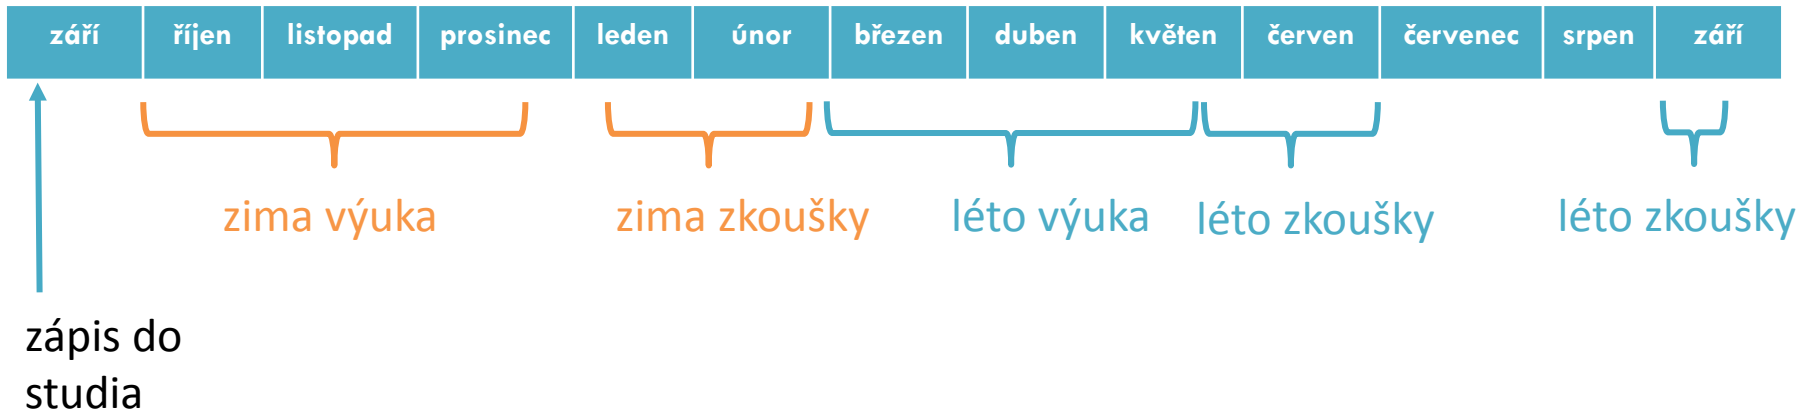 září říjen listopad prosinec leden únor březen duben květen červen červenec srpen září
zima výuka zima zkoušky léto výuka léto zkoušky léto zkoušky
zápis do
studia